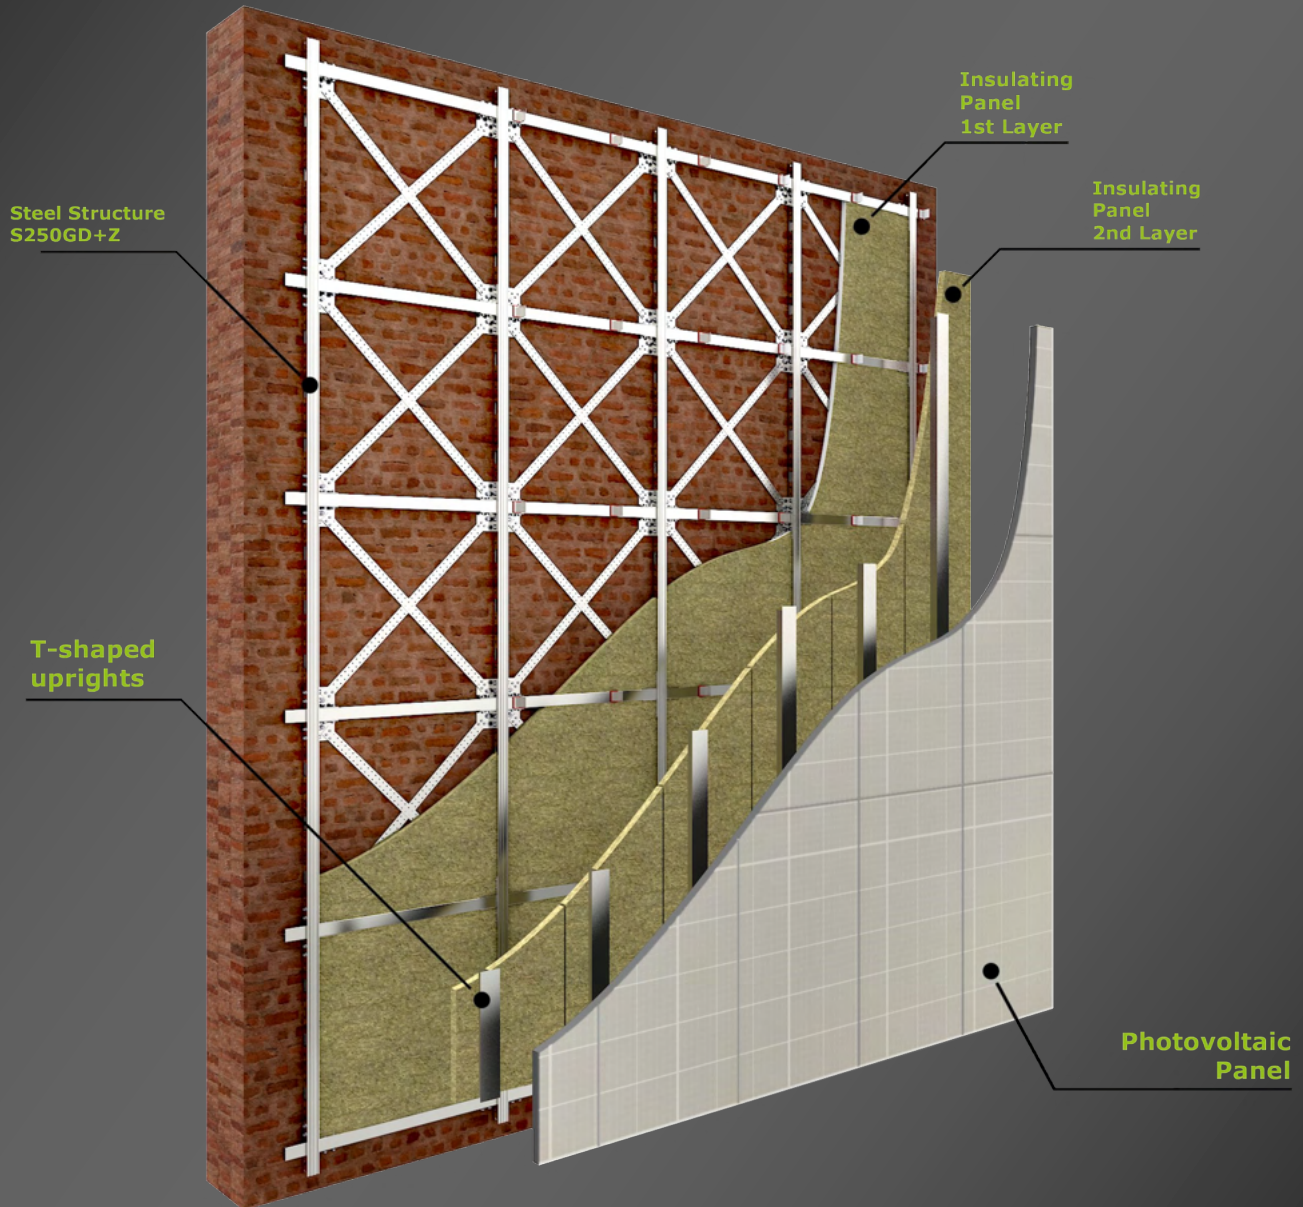 Insulating
Panel
1st Layer
Insulating
Panel
2nd Layer
Steel Structure
S250GD+Z
T-shaped
uprights
Photovoltaic
Panel